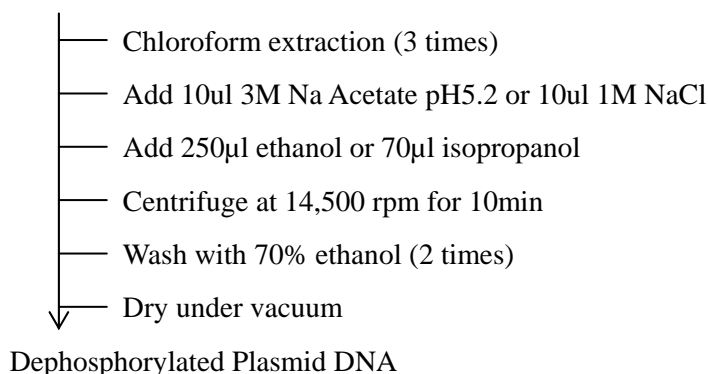 Chloroform extraction (3 times)
Add 10ul 3M Na Acetate pH5.2 or 10ul 1M NaCl
Add 250µl ethanol or 70µl isopropanol
Centrifuge at 14,500 rpm for 10min
Wash with 70% ethanol (2 times)
Dry under vacuum
Dephosphorylated Plasmid DNA